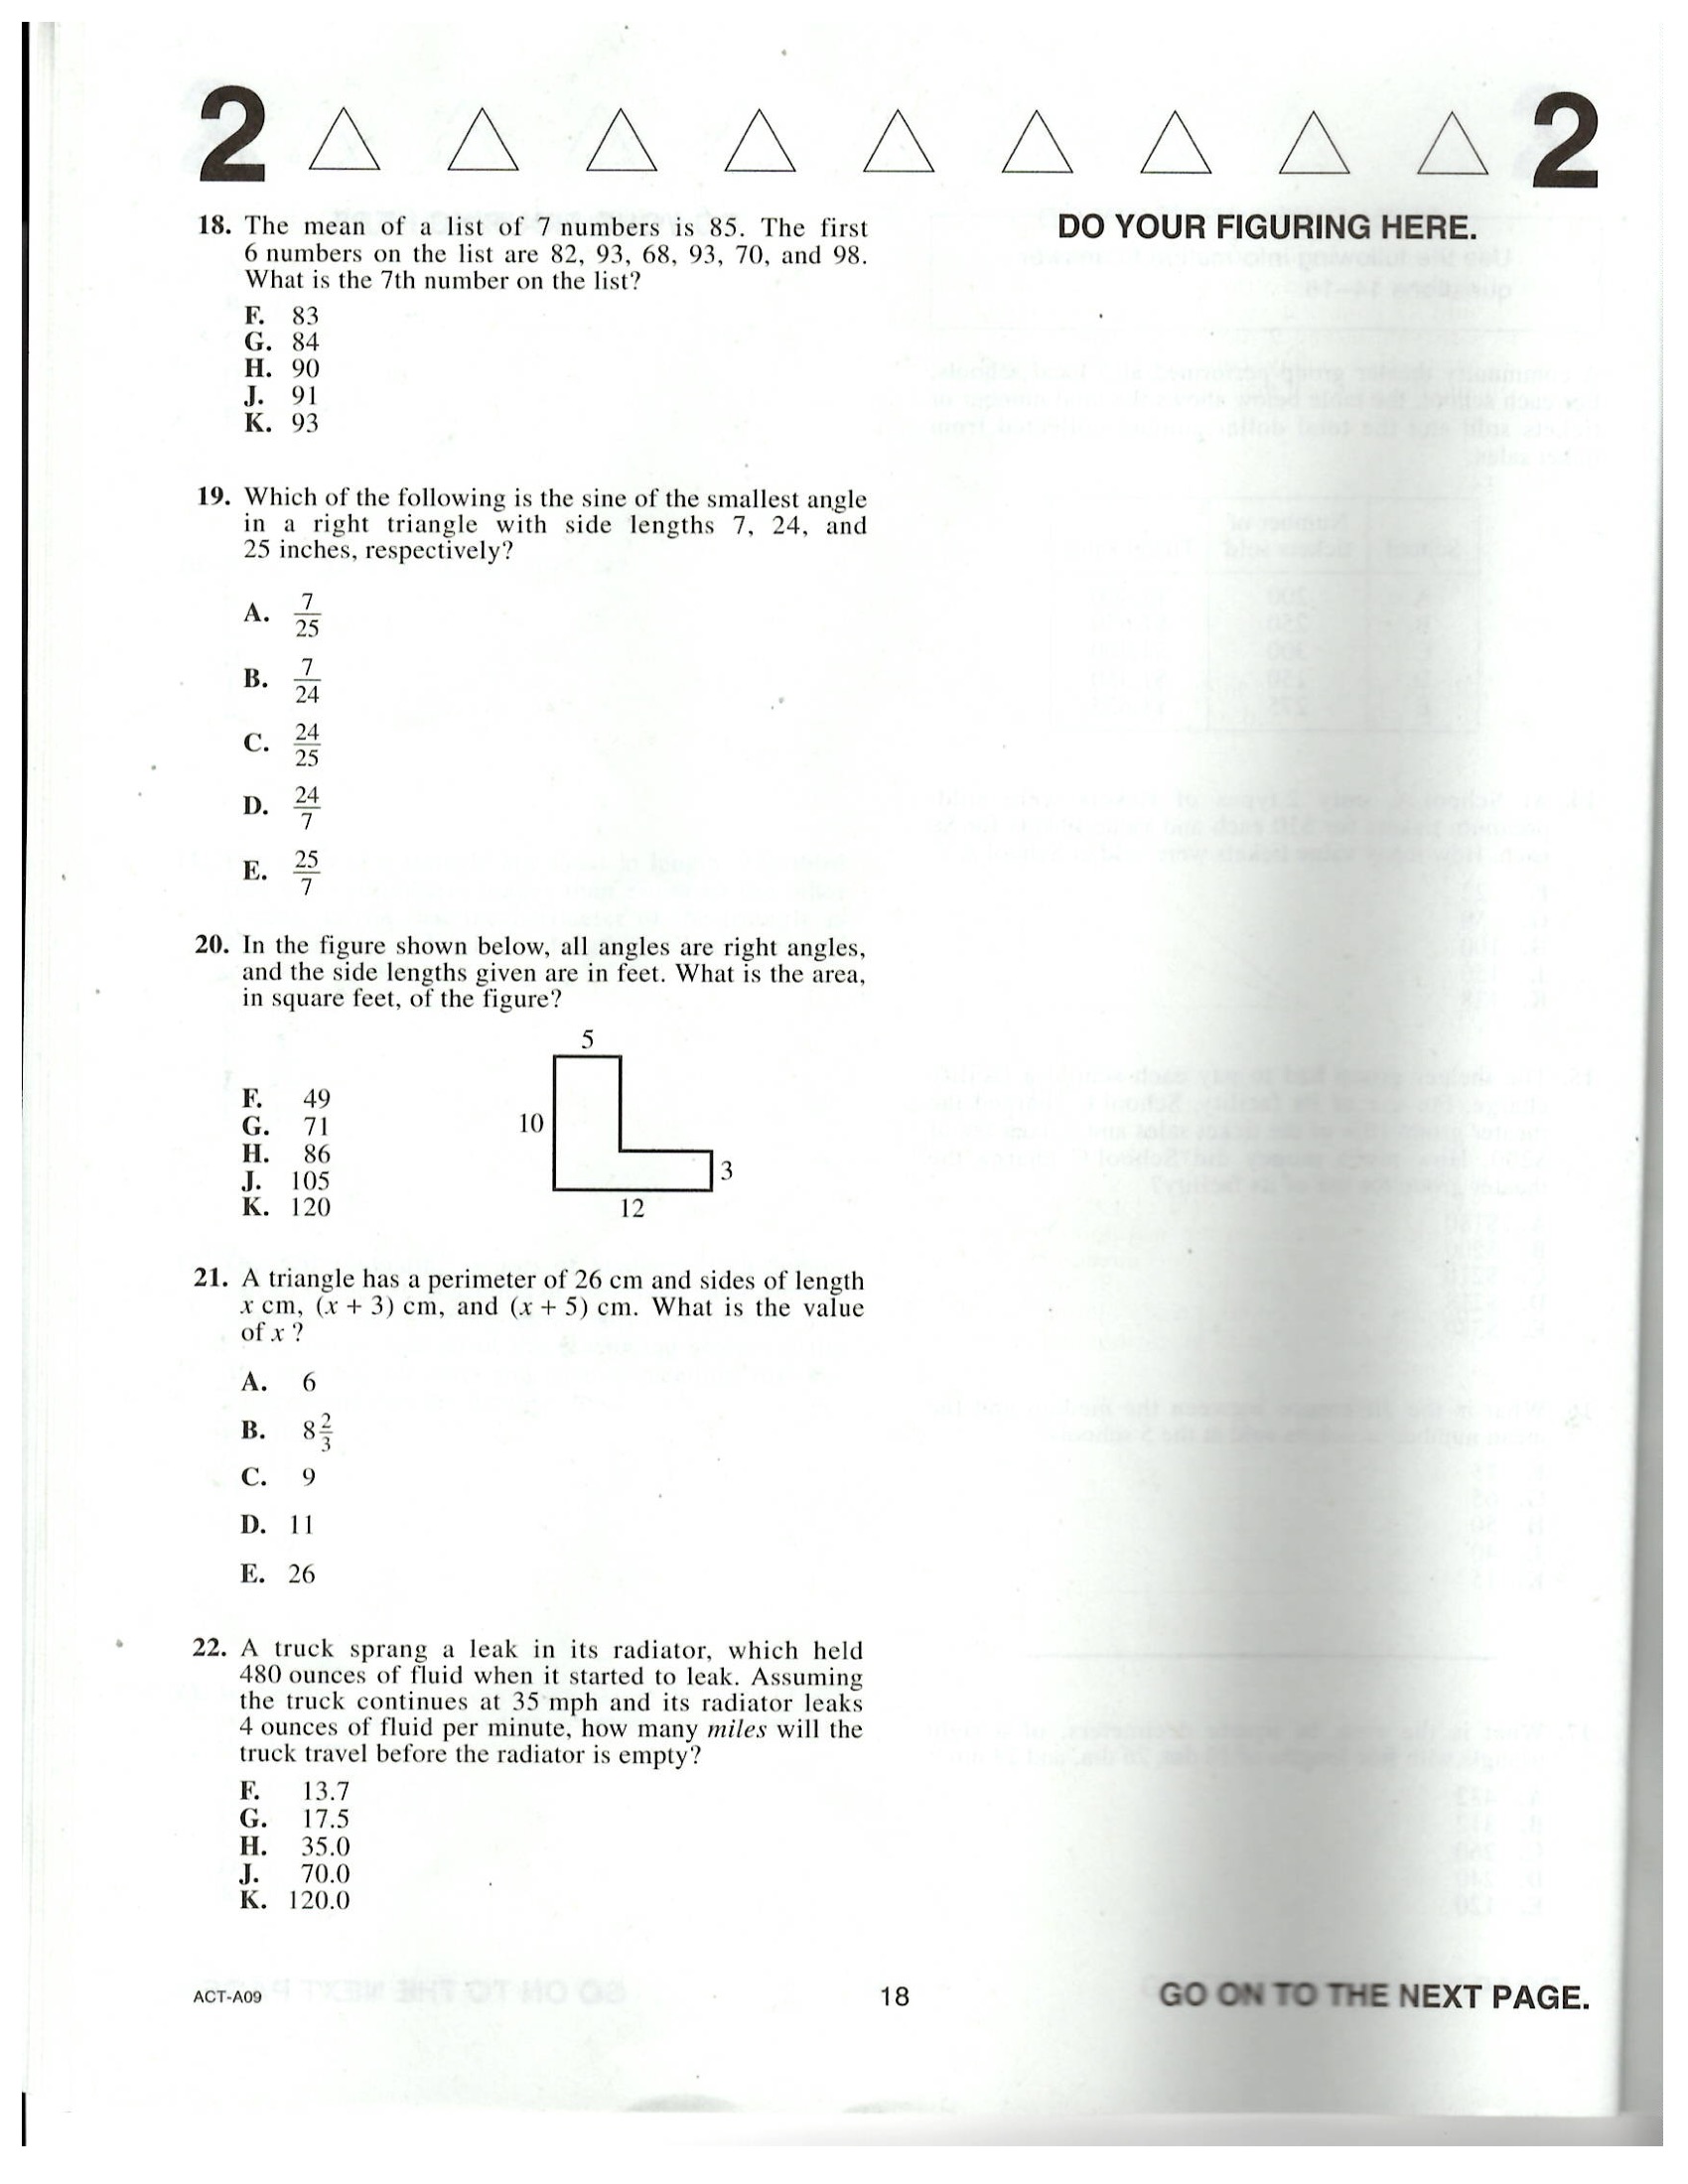 2 2
18. The mean of a list of 7 numbers is 85. The first
6 numbers on the list are 82, 93, 68, 93, 70, and 98.
What is the 7th number on the list?
F. 83
G. 84
H. 90
J. 91
K. 93
DO YOUR FIGURING HERE.
19. Which of the following is the sine of the smallest angle
in a right triangle with side lengths 7, 24, and
25 inches, respectively?
A. 7/25
B. 7/24
C. 24/25
D. 24/7
E. 25/7
20. In the figure shown below, all angles are right angles,
and the side lengths given are in feet. What is the area,
in square feet, of the figure?
F. 49
G. 71
H. 86
J. 105
K. 120
5
10
3
12
21. A triangle has a perimeter of 26 cm and sides of length
x cm, (x + 3) cm, and (x + 5) cm. What is the value
of x ?
A. 6
B. 8 2/3
C. 9
D. 11
E. 26
22. A truck sprang a leak in its radiator, which held
480 ounces of fluid when it started to leak. Assuming
the truck continues at 35 mph and its radiator leaks
4 ounces of fluid per minute, how many miles will the
truck travel before the radiator is empty?
F. 13.7
G. 17.5
H. 35.0
J. 70.0
K. 120.0
ACT-A09
18
GO ON TO THE NEXT PAGE.